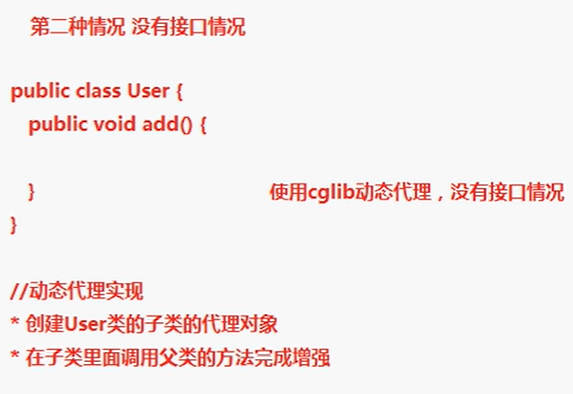 第二种情况 没有接口情况
public class User {
public void add() {
}
使用cglib动态代理，没有接口情况
}
//动态代理实现
* 创建User类的子类的代理对象
* 在子类里面调用父类的方法完成增强